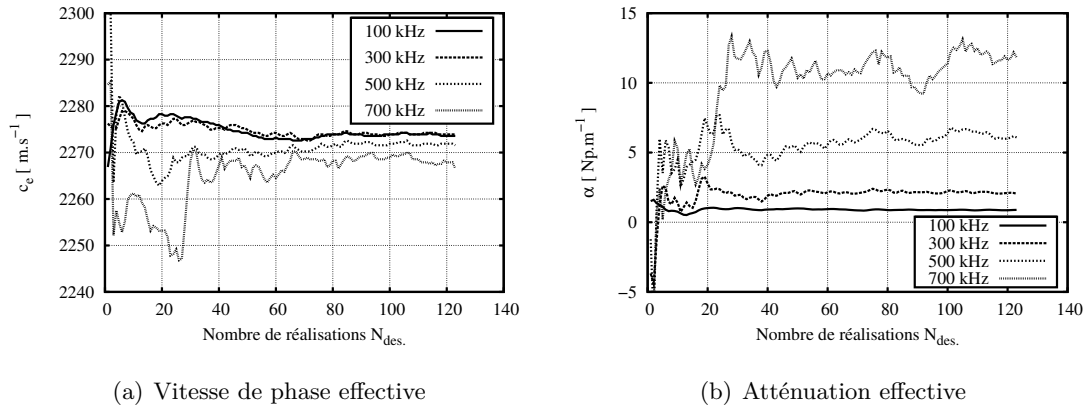 2300
2290
2280
2270
2260
2250
2240
c_e [ m.s⁻¹ ]
100 kHz
300 kHz
500 kHz
700 kHz
0 20 40 60 80 100 120 140
Nombre de réalisations N_des.
(a) Vitesse de phase effective
15
10
5
0
−5
α [ Np.m⁻¹ ]
100 kHz
300 kHz
500 kHz
700 kHz
0 20 40 60 80 100 120 140
Nombre de réalisations N_des.
(b) Atténuation effective